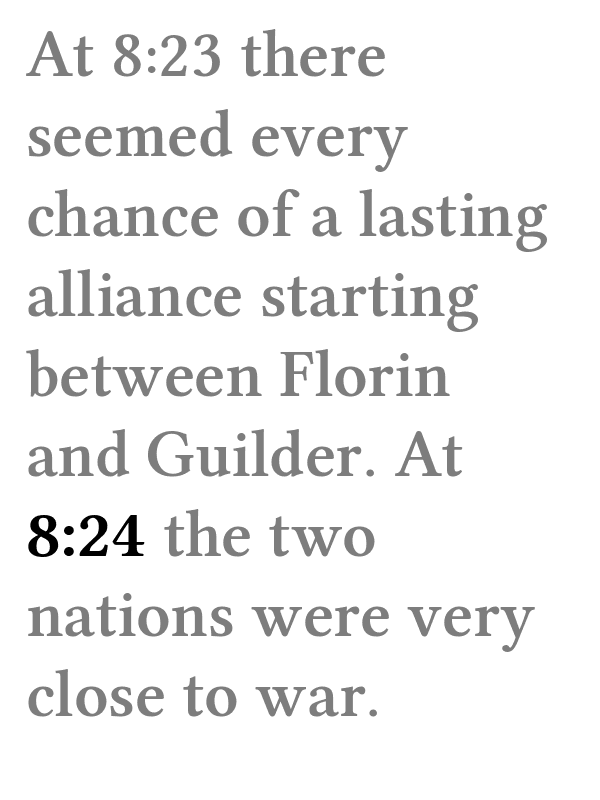 At 8:23 there
seemed every
chance of a lasting
alliance starting
between Florin
and Guilder. At
8:24 the two
nations were very
close to war.